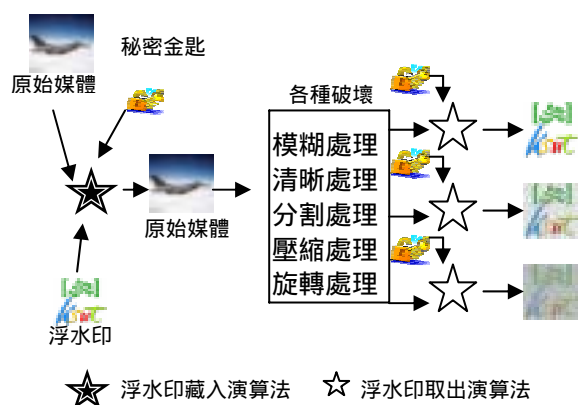 秘密金匙
原始媒體
各種破壞
模糊處理
清晰處理
分割處理
壓縮處理
旋轉處理
原始媒體
浮水印
浮水印藏入演算法
浮水印取出演算法